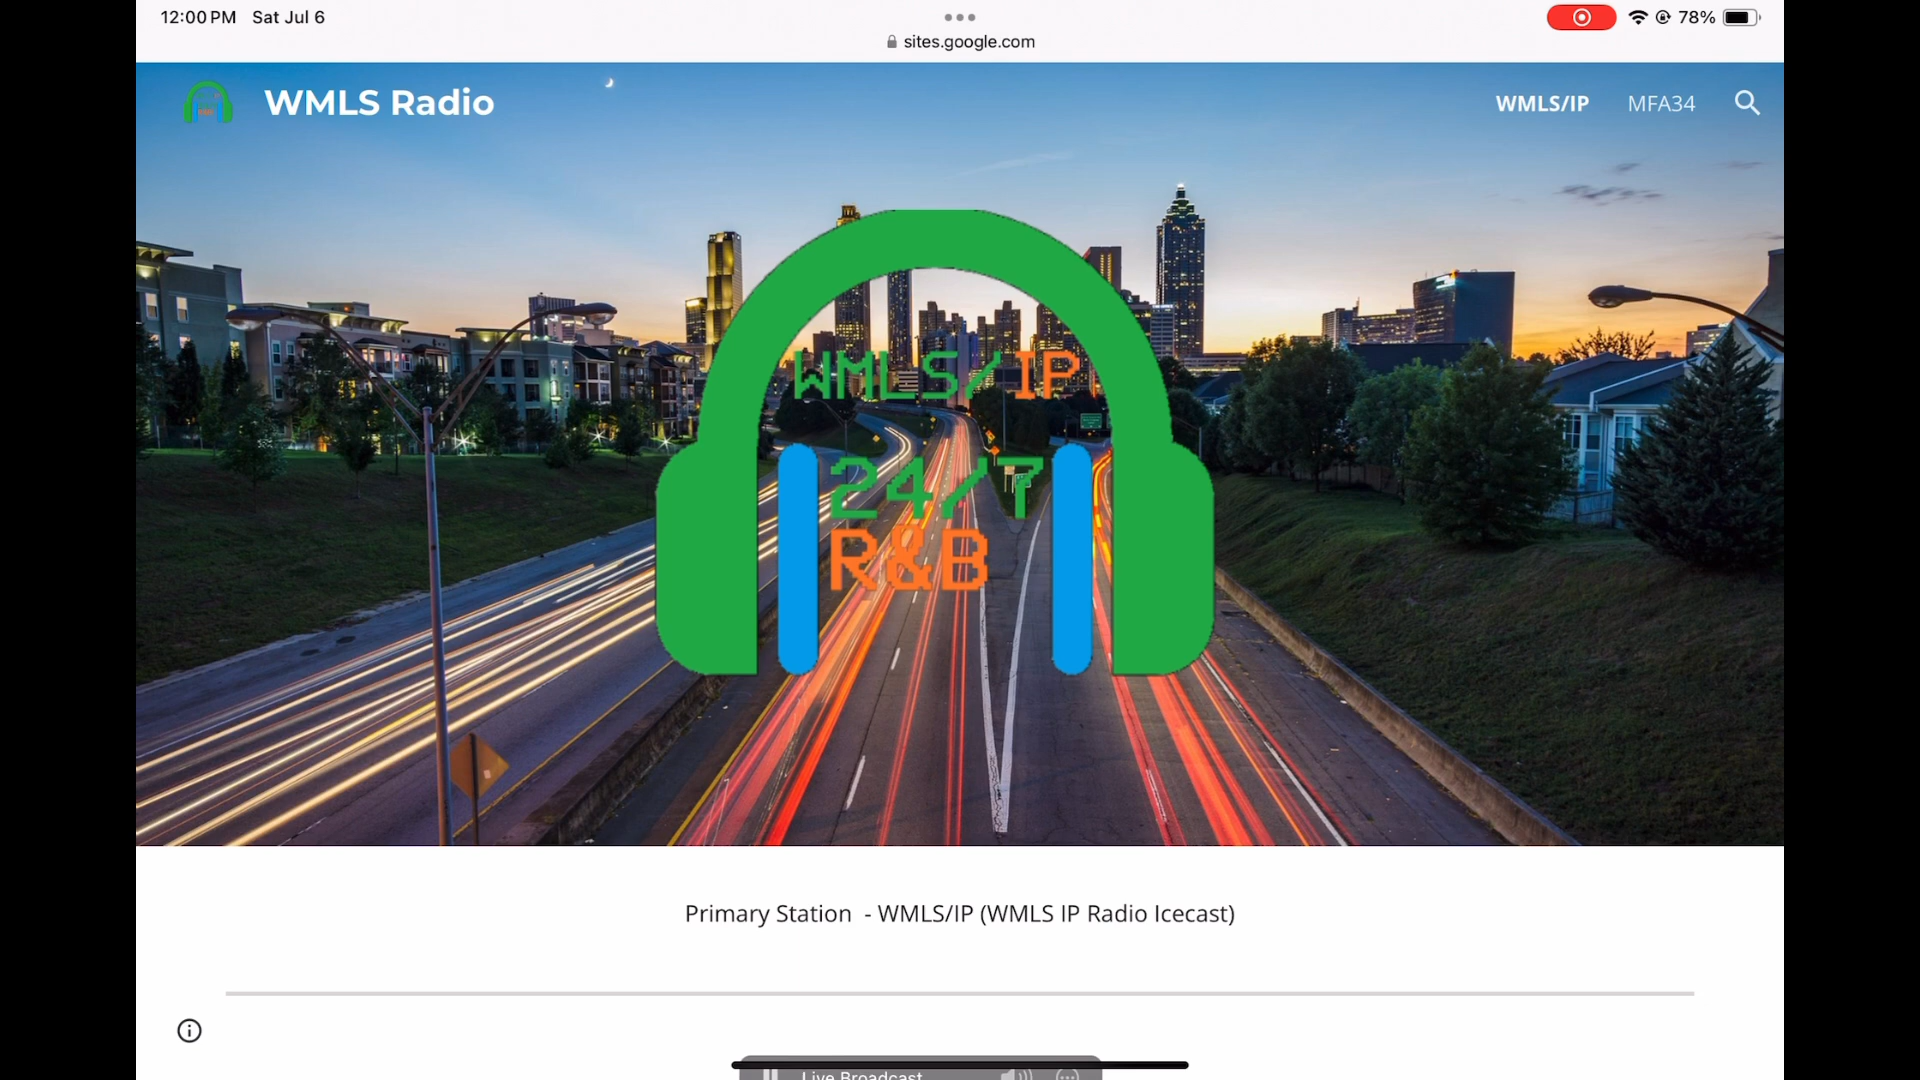 12:00 PM Sat Jul 6
78%
sites.google.com
WMLS Radio
WMLS/IP
MFA34
WMLS/IP
24/7
R&B
Primary Station - WMLS/IP (WMLS IP Radio Icecast)
Live Broadcast